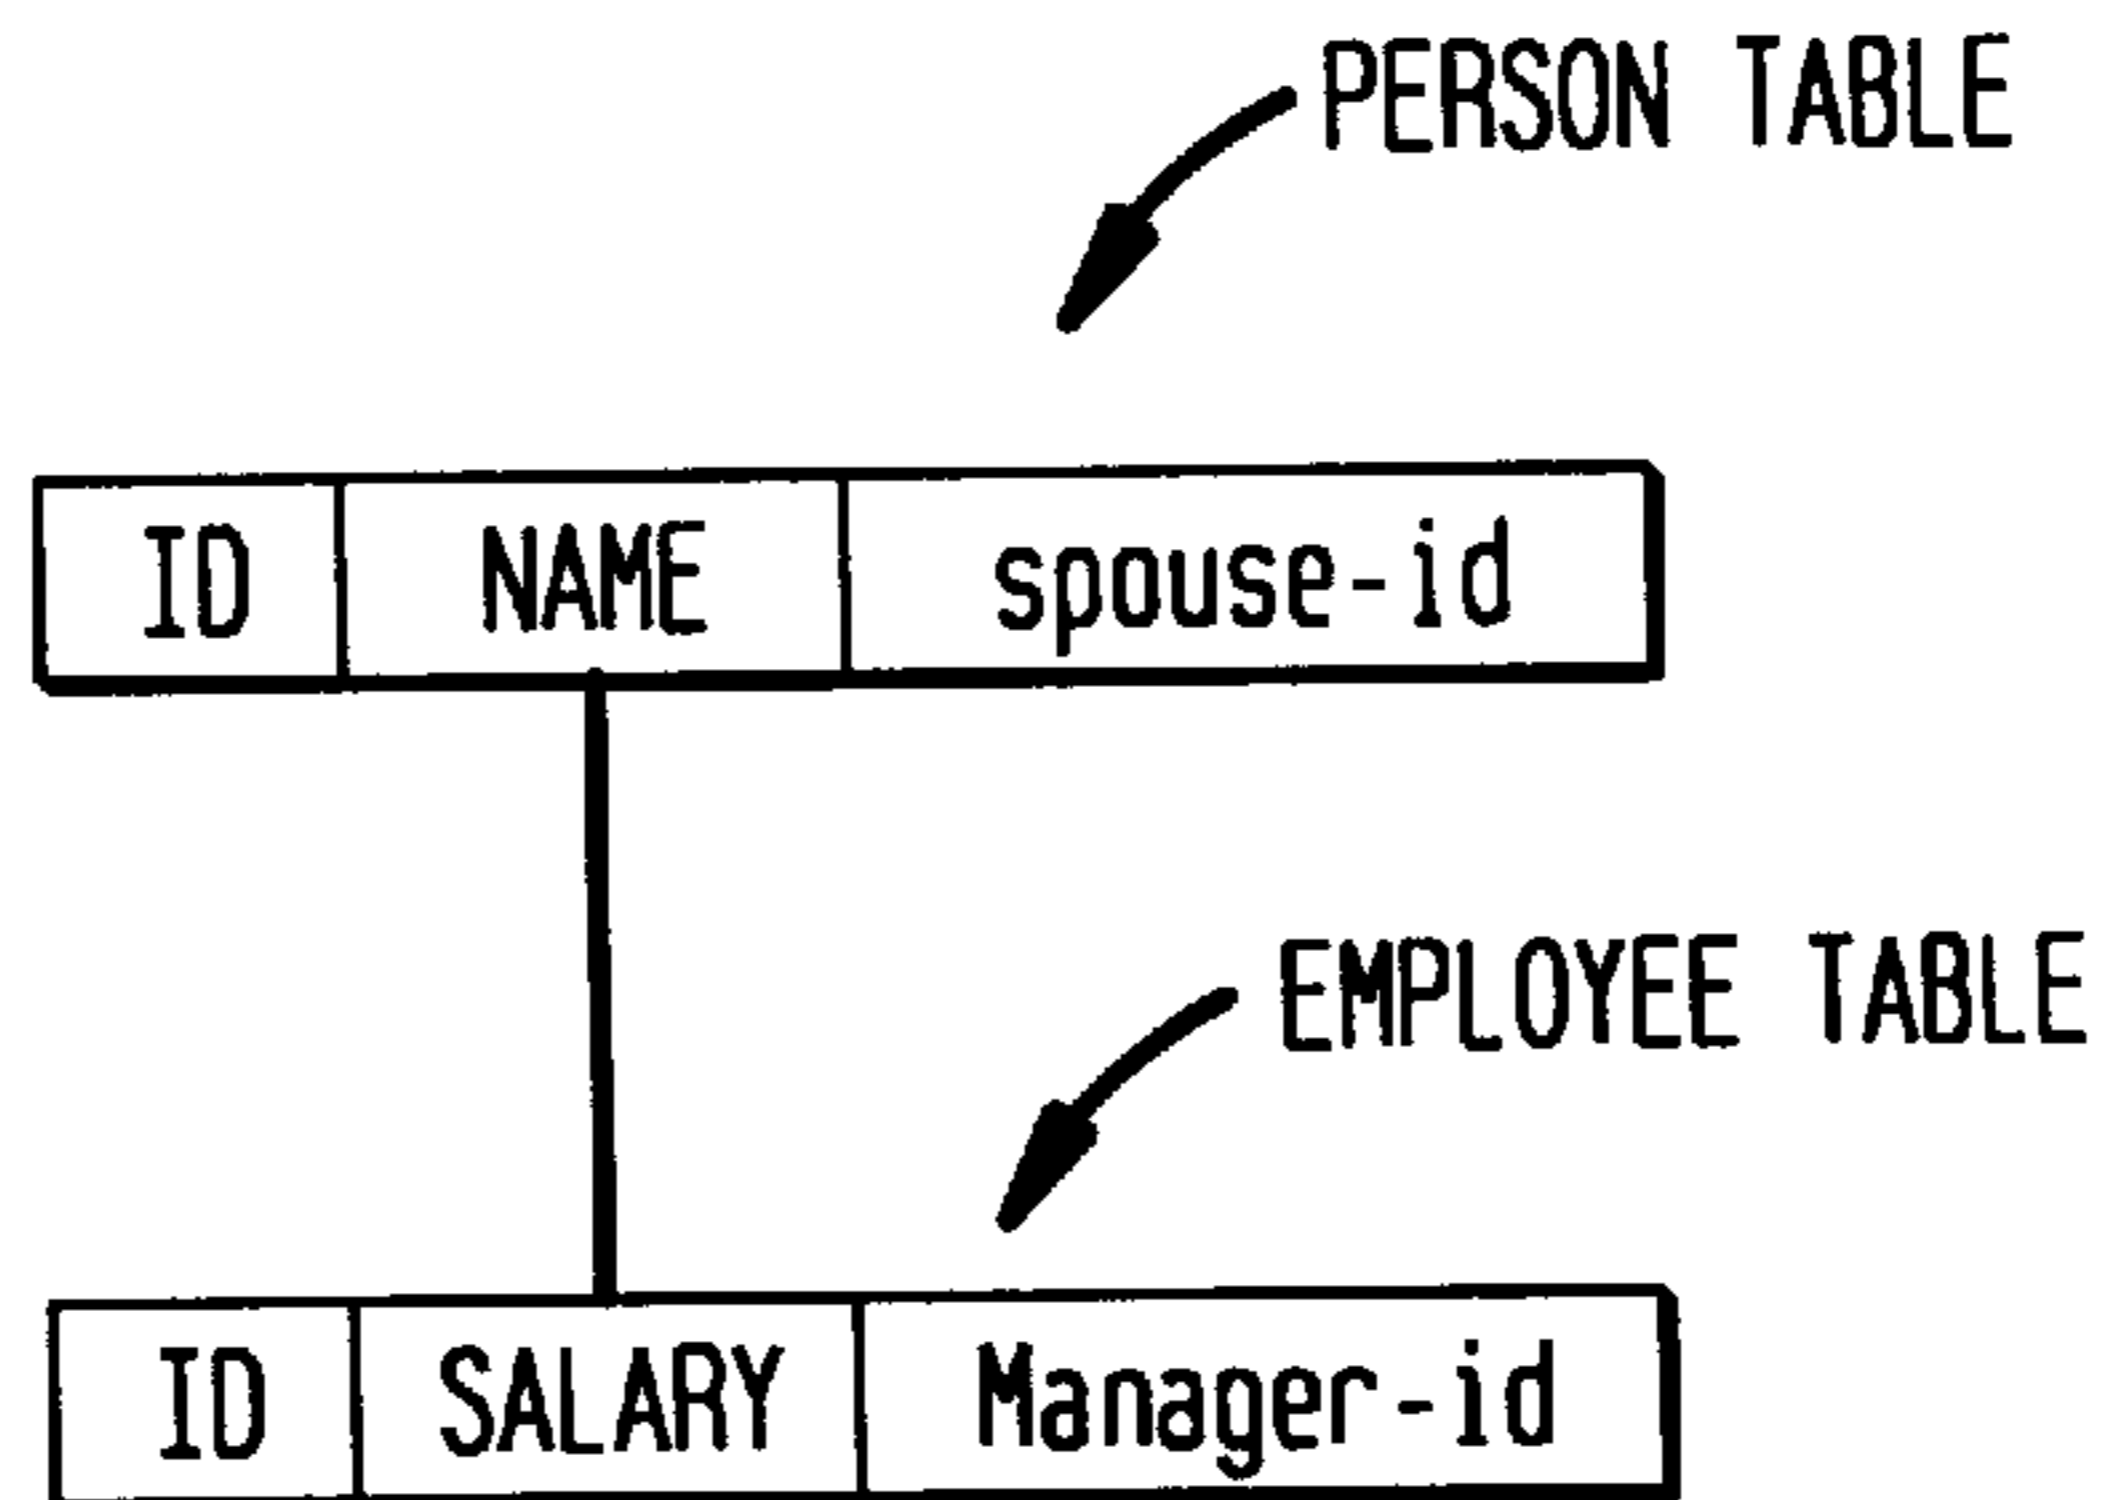 PERSON TABLE
ID NAME spouse-id
EMPLOYEE TABLE
ID SALARY Manager-id